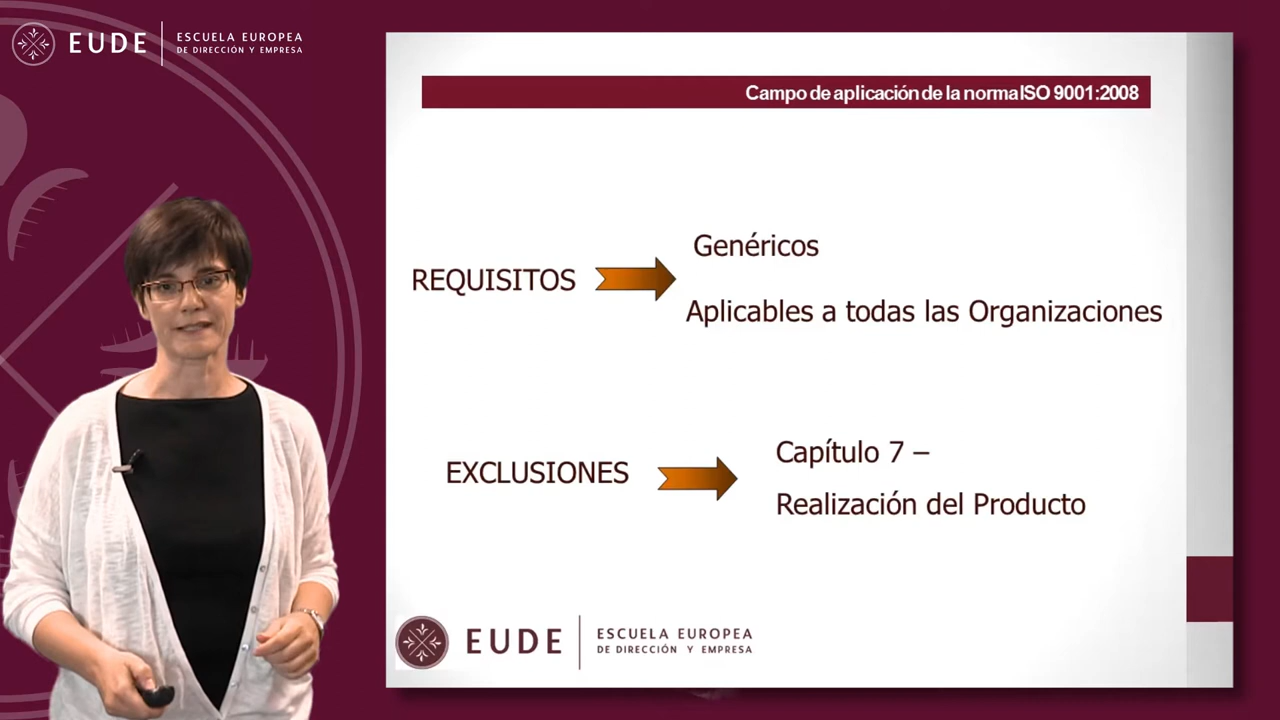 EUDE
ESCUELA EUROPEA
DE DIRECCIÓN Y EMPRESA
Campo de aplicación de la norma ISO 9001:2008
REQUISITOS
Genéricos
Aplicables a todas las Organizaciones
EXCLUSIONES
Capítulo 7 –
Realización del Producto
EUDE
ESCUELA EUROPEA
DE DIRECCIÓN Y EMPRESA